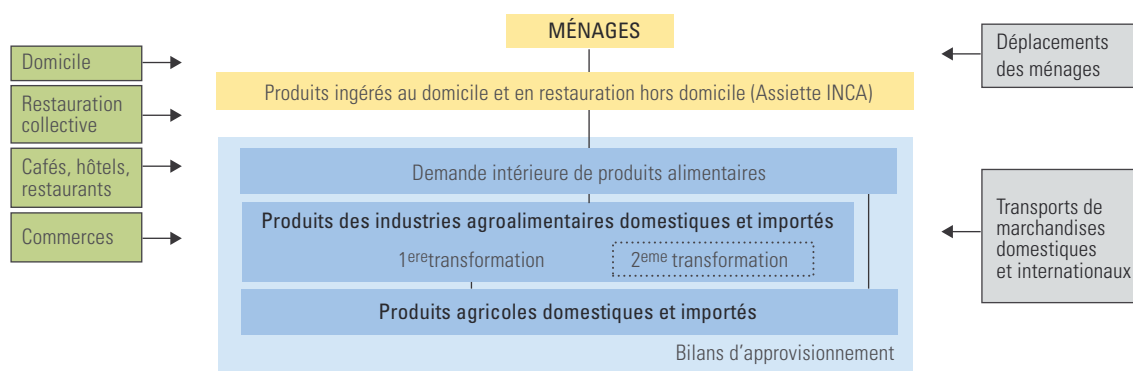 MÉNAGES
Produits ingérés au domicile et en restauration hors domicile (Assiette INCA)
Domicile
Restauration
collective
Cafés, hôtels,
restaurants
Commerces
Demande intérieure de produits alimentaires
Produits des industries agroalimentaires domestiques et importés
1ere transformation
2eme transformation
Produits agricoles domestiques et importés
Bilans d'approvisionnement
Déplacements
des ménages
Transports de
marchandises
domestiques
et internationaux